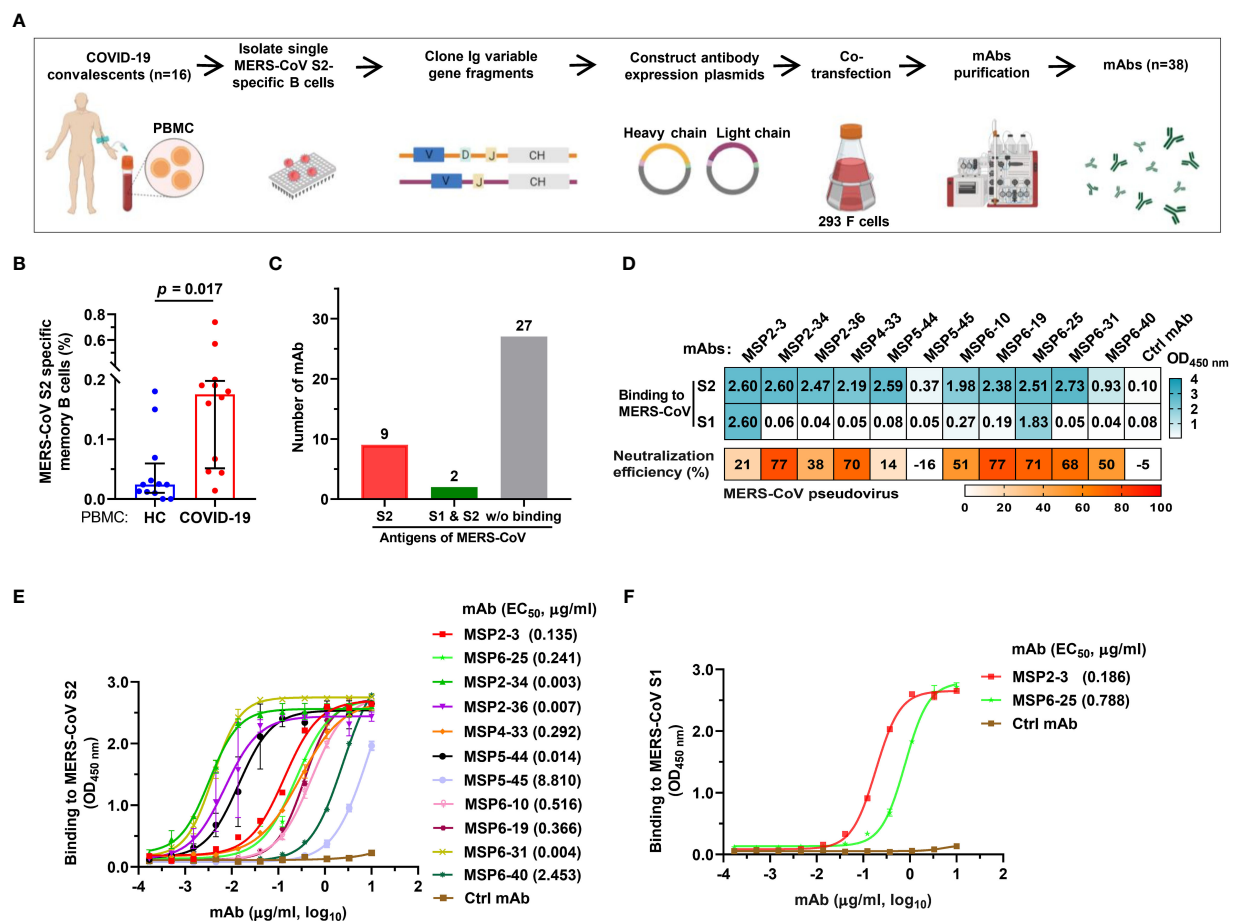 A
COVID-19
convalescents (n=16)
Isolate single
MERS-CoV S2-
specific B cells
Clone Ig variable
gene fragments
Construct antibody
expression plasmids
Co-
transfection
mAbs
purification
mAbs (n=38)
PBMC
V D J CH
V J CH
Heavy chain Light chain
293 F cells
B
p = 0.017
MERS-CoV S2 specific
memory B cells (%)
0.8
0.6
0.2
0.1
0.0
PBMC: HC COVID-19
C
Number of mAb
30
20
10
0
9
2
27
S2 S1 & S2 w/o binding
Antigens of MERS-CoV
D
mAbs: MSP2-3 MSP2-34 MSP2-36 MSP4-33 MSP5-44 MSP5-45 MSP6-10 MSP6-19 MSP6-25 MSP6-31 MSP6-40 Ctrl mAb
Binding to
MERS-CoV
S2 2.60 2.60 2.47 2.19 2.59 0.37 1.98 2.38 2.51 2.73 0.93 0.10
S1 2.60 0.06 0.04 0.05 0.08 0.05 0.27 0.19 1.83 0.05 0.04 0.08
OD450 nm
4
3
2
1
0
Neutralization
efficiency (%)
21 77 38 70 14 -16 51 77 71 68 50 -5
MERS-CoV pseudovirus
0 20 40 60 80 100
E
Binding to MERS-CoV S2
(OD450 nm)
3.0
2.0
1.0
0.0
-4 -3 -2 -1 0 1 2
mAb (µg/ml, log10)
mAb (EC50, µg/ml)
MSP2-3 (0.135)
MSP6-25 (0.241)
MSP2-34 (0.003)
MSP2-36 (0.007)
MSP4-33 (0.292)
MSP5-44 (0.014)
MSP5-45 (8.810)
MSP6-10 (0.516)
MSP6-19 (0.366)
MSP6-31 (0.004)
MSP6-40 (2.453)
Ctrl mAb
F
Binding to MERS-CoV S1
(OD450 nm)
3.0
2.0
1.0
0.0
-4 -3 -2 -1 0 1 2
mAb (µg/ml, log10)
mAb (EC50, µg/ml)
MSP2-3 (0.186)
MSP6-25 (0.788)
Ctrl mAb